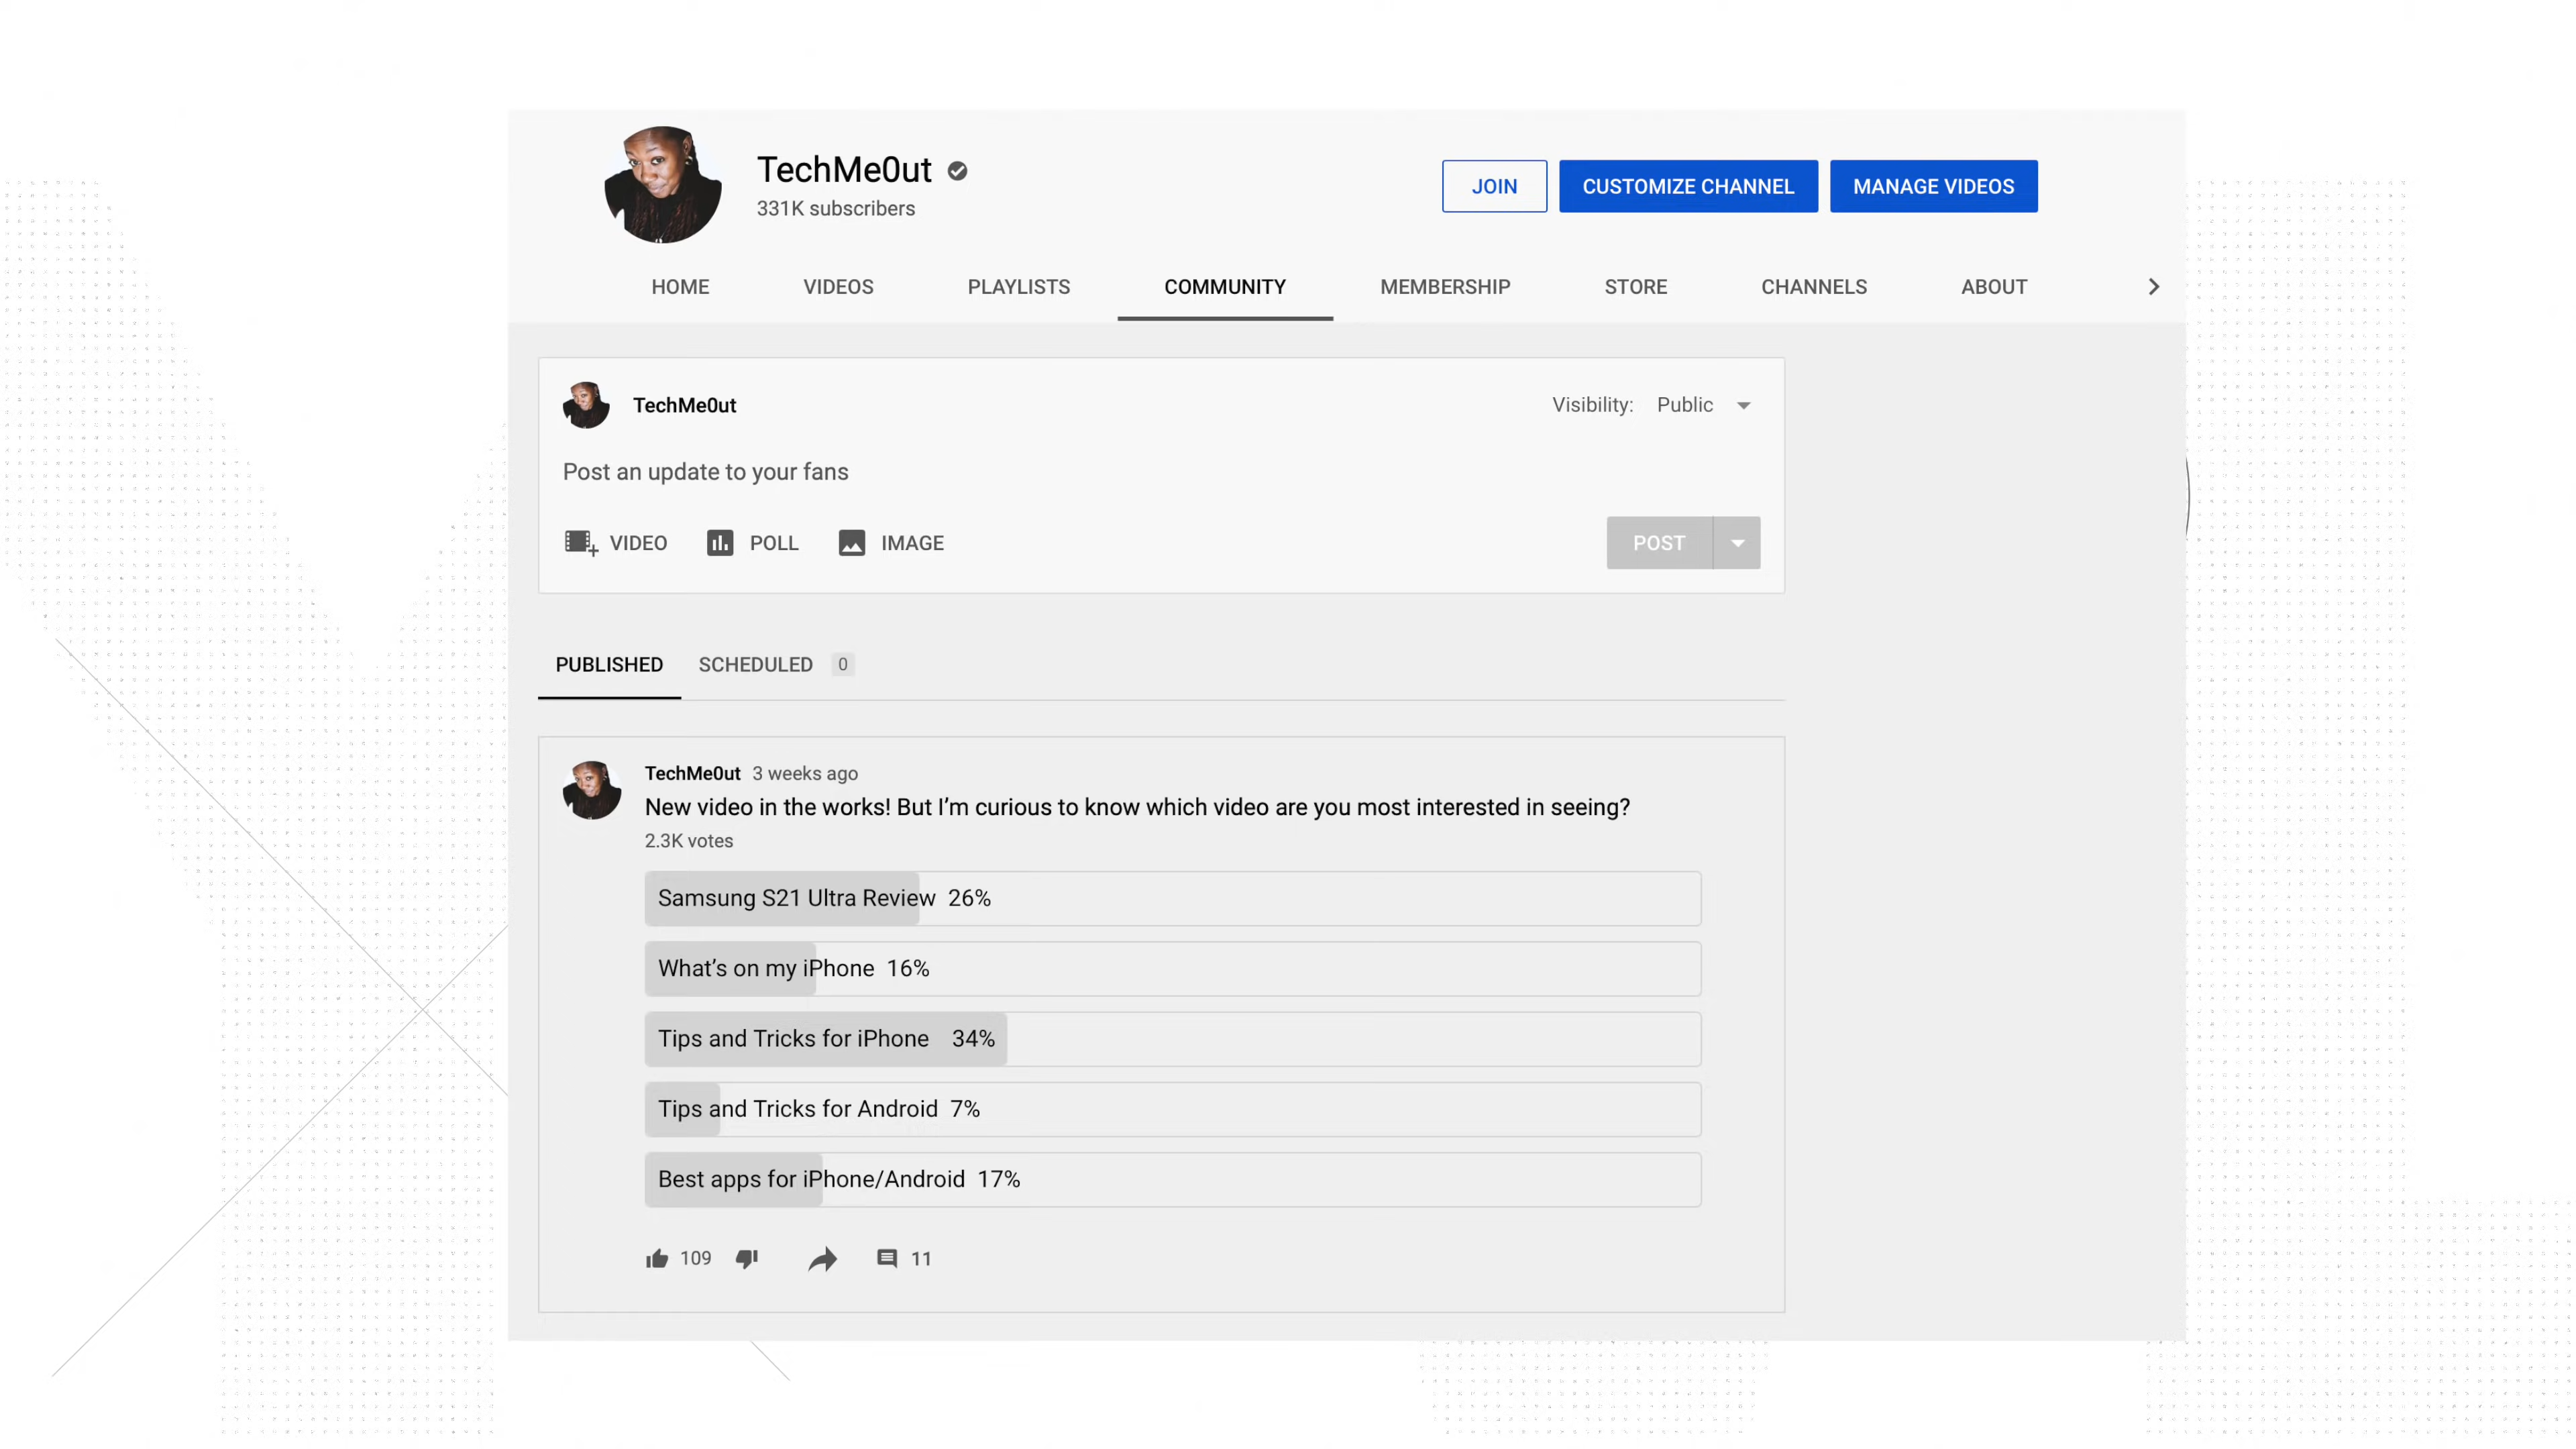 TechMe0ut
331K subscribers
JOIN
CUSTOMIZE CHANNEL
MANAGE VIDEOS
HOME VIDEOS PLAYLISTS COMMUNITY MEMBERSHIP STORE CHANNELS ABOUT
TechMe0ut
Visibility: Public
Post an update to your fans
VIDEO POLL IMAGE
POST
PUBLISHED SCHEDULED 0
TechMe0ut 3 weeks ago
New video in the works! But I’m curious to know which video are you most interested in seeing?
2.3K votes
Samsung S21 Ultra Review 26%
What’s on my iPhone 16%
Tips and Tricks for iPhone 34%
Tips and Tricks for Android 7%
Best apps for iPhone/Android 17%
109 11